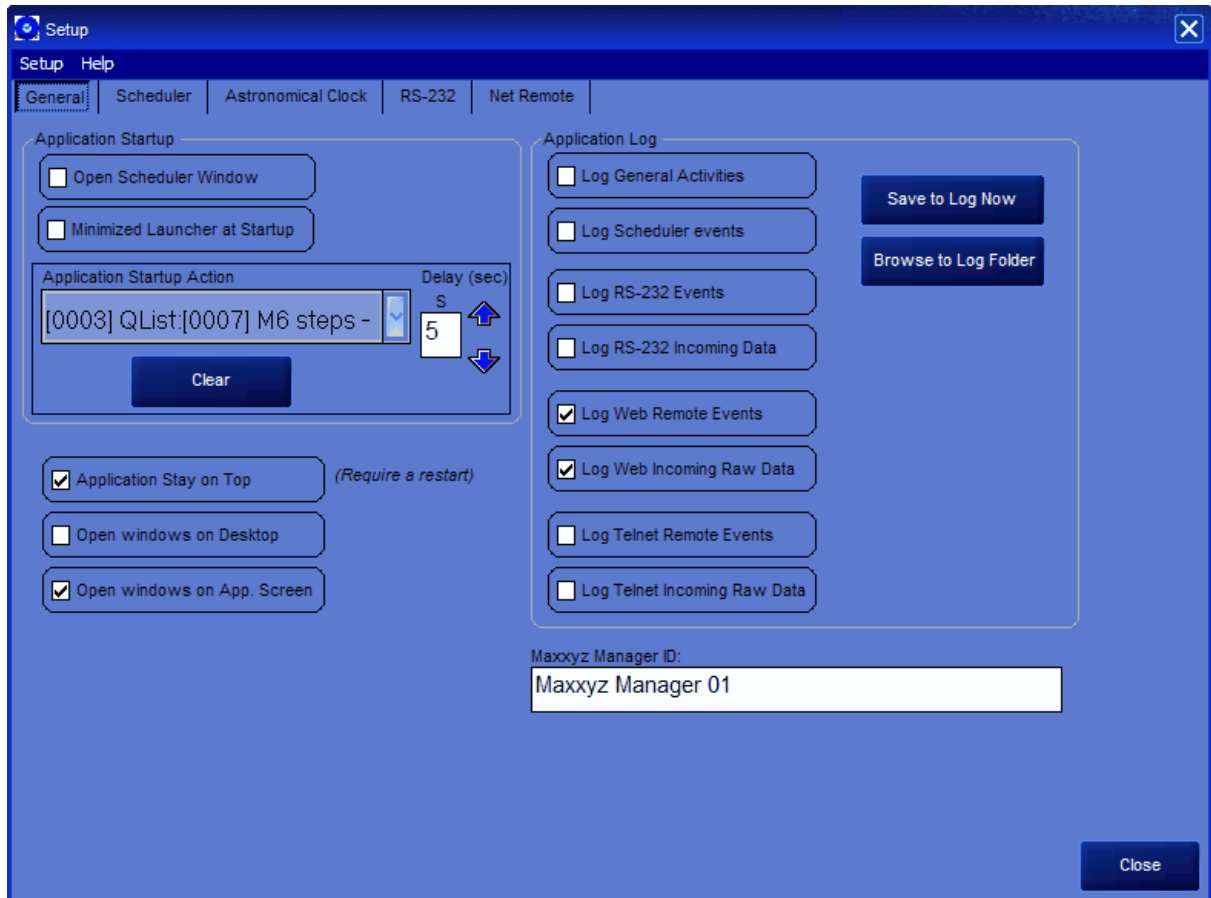 Setup
Setup Help
General Scheduler Astronomical Clock RS-232 Net Remote
Application Startup
Open Scheduler Window
Minimized Launcher at Startup
Application Startup Action
Delay (sec)
S
[0003] QList:[0007] M6 steps -
5
Clear
Application Stay on Top
(Require a restart)
Open windows on Desktop
Open windows on App. Screen
Application Log
Log General Activities
Log Scheduler events
Log RS-232 Events
Log RS-232 Incoming Data
Log Web Remote Events
Log Web Incoming Raw Data
Log Telnet Remote Events
Log Telnet Incoming Raw Data
Save to Log Now
Browse to Log Folder
Maxxyz Manager ID:
Maxxyz Manager 01
Close